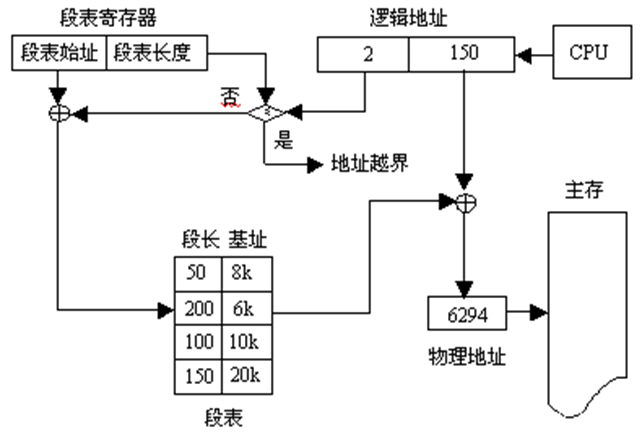 段表寄存器
逻辑地址
段表始址 段表长度
2 150
CPU
否
是
地址越界
主存
段长 基址
50 8k
200 6k
100 10k
150 20k
段表
6294
物理地址